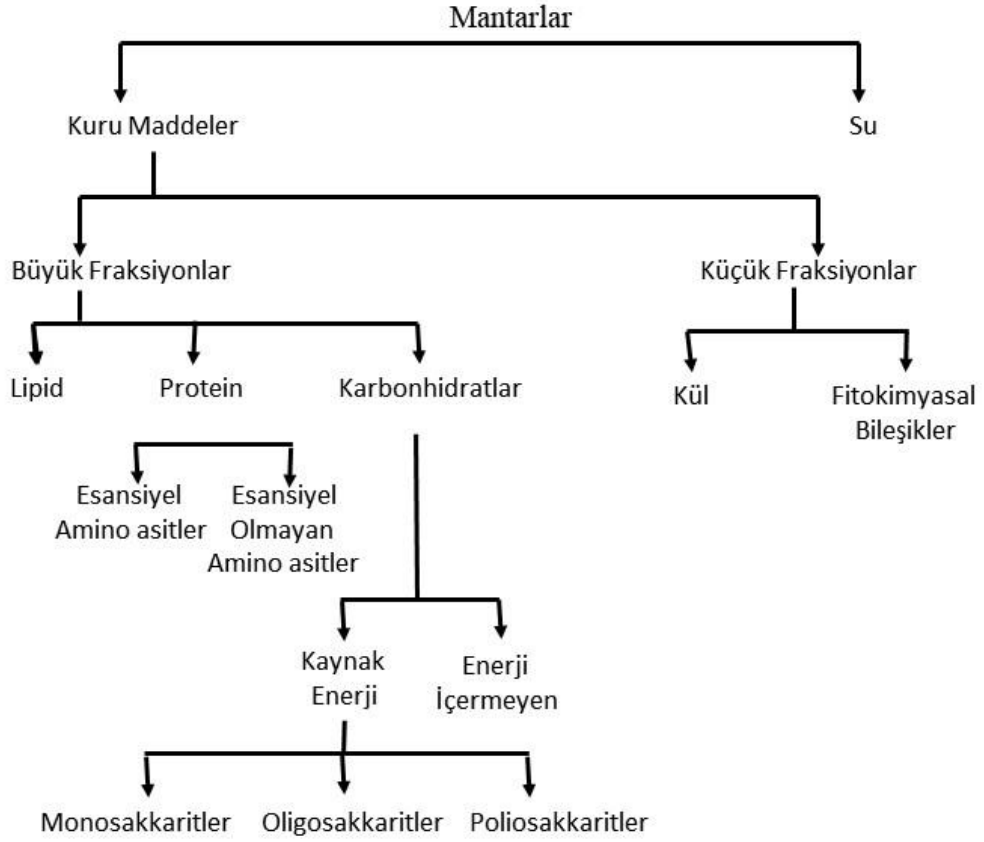 Mantarlar
Kuru Maddeler
Su
Büyük Fraksiyonlar
Küçük Fraksiyonlar
Lipid
Protein
Karbonhidratlar
Kül
Fitokimyasal
Bileşikler
Esansiyel
Amino asitler
Esansiyel
Olmayan
Amino asitler
Kaynak
Enerji
Enerji
İçermeyen
Monosakkaritler
Oligosakkaritler
Poliosakkaritler